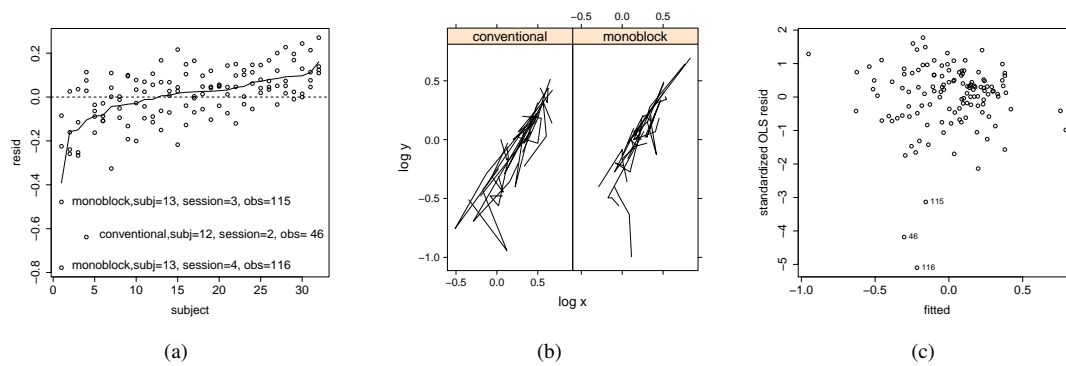 0.2
0.0
−0.2
−0.4
−0.6
−0.8
resid
monoblock,subj=13, session=3, obs=115
conventional,subj=12, session=2, obs= 46
monoblock,subj=13, session=4, obs=116
0 5 10 15 20 25 30
subject
(a)
−0.5 0.0 0.5
conventional monoblock
0.5
0.0
−0.5
−1.0
log y
−0.5 0.0 0.5
log x
(b)
2
1
0
−1
−2
−3
−4
−5
standardized OLS resid
115
46
116
−1.0 −0.5 0.0 0.5
fitted
(c)